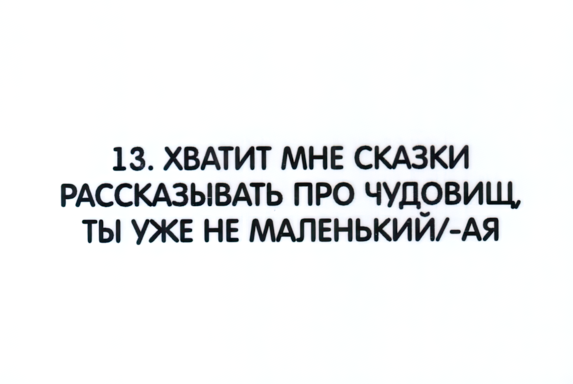 13. ХВАТИТ МНЕ СКАЗКИ
РАССКАЗЫВАТЬ ПРО ЧУДОВИЩ,
ТЫ УЖЕ НЕ МАЛЕНЬКИЙ/-АЯ